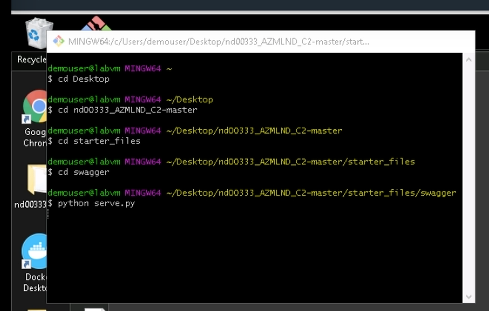 MINGW64:/c/Users/demouser/Desktop/nd00333_AZMLND_C2-master/start...
Recycle
demouser@labvm MINGW64 ~
$ cd Desktop
demouser@labvm MINGW64 ~/Desktop
$ cd nd00333_AZMLND_C2-master
demouser@labvm MINGW64 ~/Desktop/nd00333_AZMLND_C2-master
$ cd starter_files
Goog
Chron
demouser@labvm MINGW64 ~/Desktop/nd00333_AZMLND_C2-master/starter_files
$ cd swagger
demouser@labvm MINGW64 ~/Desktop/nd00333_AZMLND_C2-master/starter_files/swagger
$ python serve.py
nd00333
Dock
Deskto